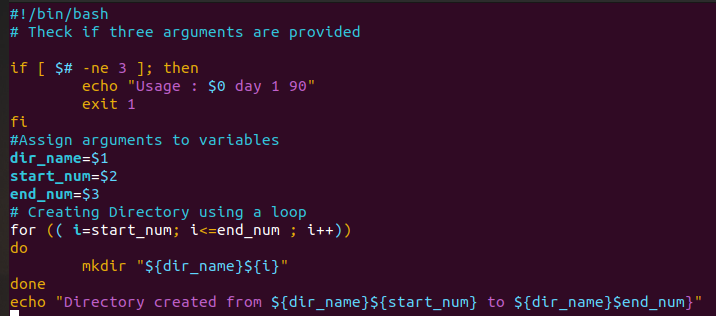 #!/bin/bash
# Theck if three arguments are provided

if [ $# -ne 3 ]; then
        echo "Usage : $0 day 1 90"
        exit 1
fi
#Assign arguments to variables
dir_name=$1
start_num=$2
end_num=$3
# Creating Directory using a loop
for (( i=start_num; i<=end_num ; i++))
do
        mkdir "${dir_name}${i}"
done
echo "Directory created from ${dir_name}${start_num} to ${dir_name}$end_num}"